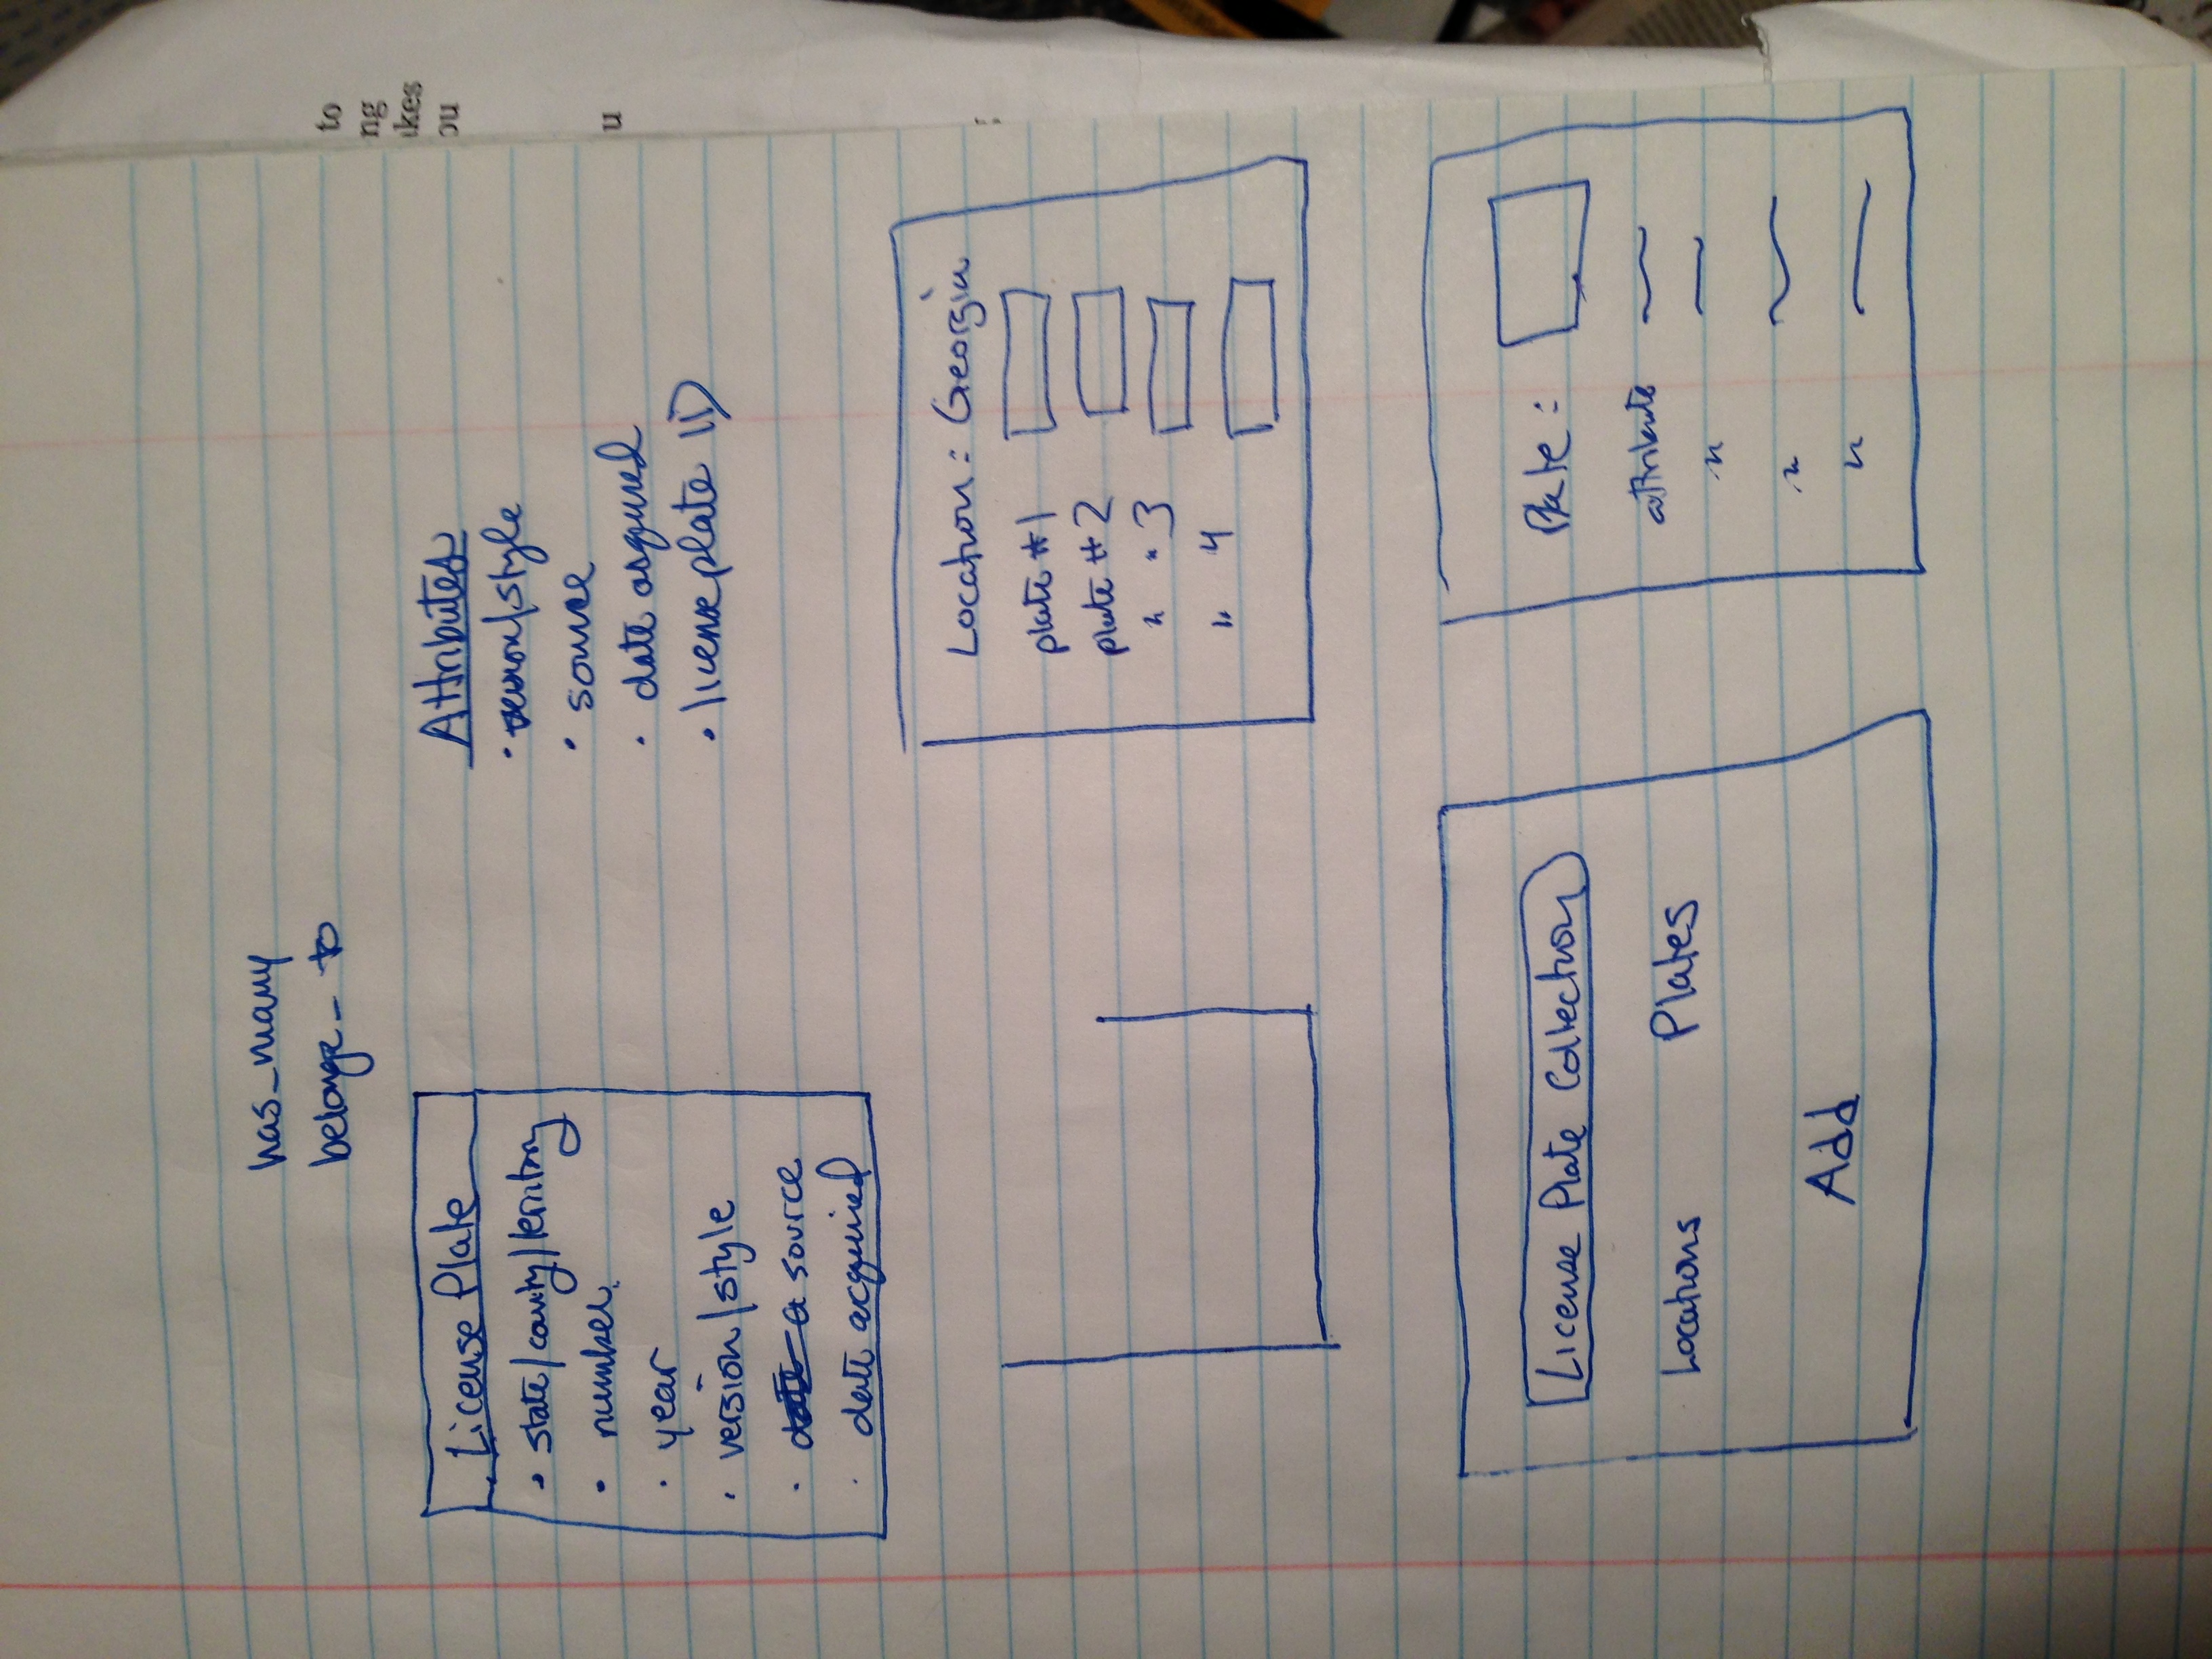 has_many
belongs_to
License Plate
• state/county/territory
• number
• year
• version/style
• source
• date acquired
Attributes
• version/style
• source
• date acquired
• license plate ID
Location: Georgia
plate #1
plate #2
" " 3
" 4
License Plate Collection
Locations Plates
Add
Plate:
attribute
"
"
"
to
ng
ou
u